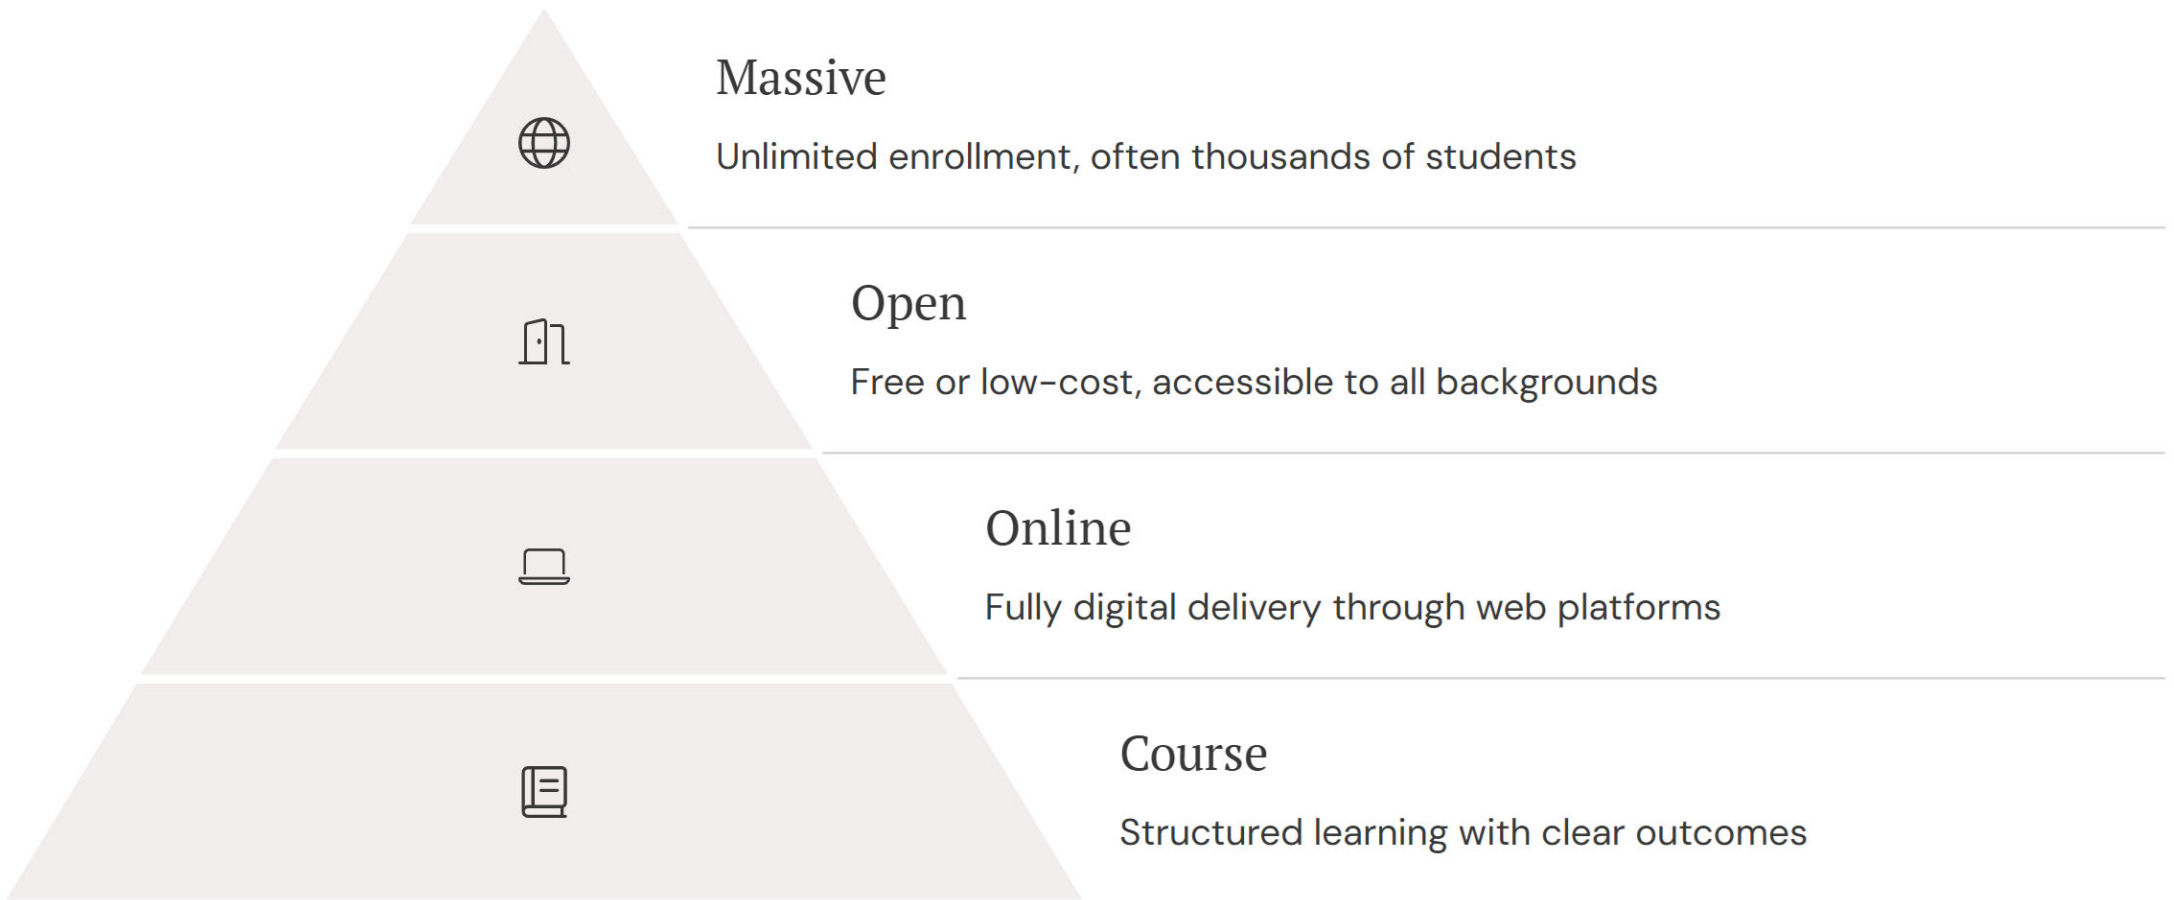 Massive
Unlimited enrollment, often thousands of students
Open
Free or low-cost, accessible to all backgrounds
Online
Fully digital delivery through web platforms
Course
Structured learning with clear outcomes